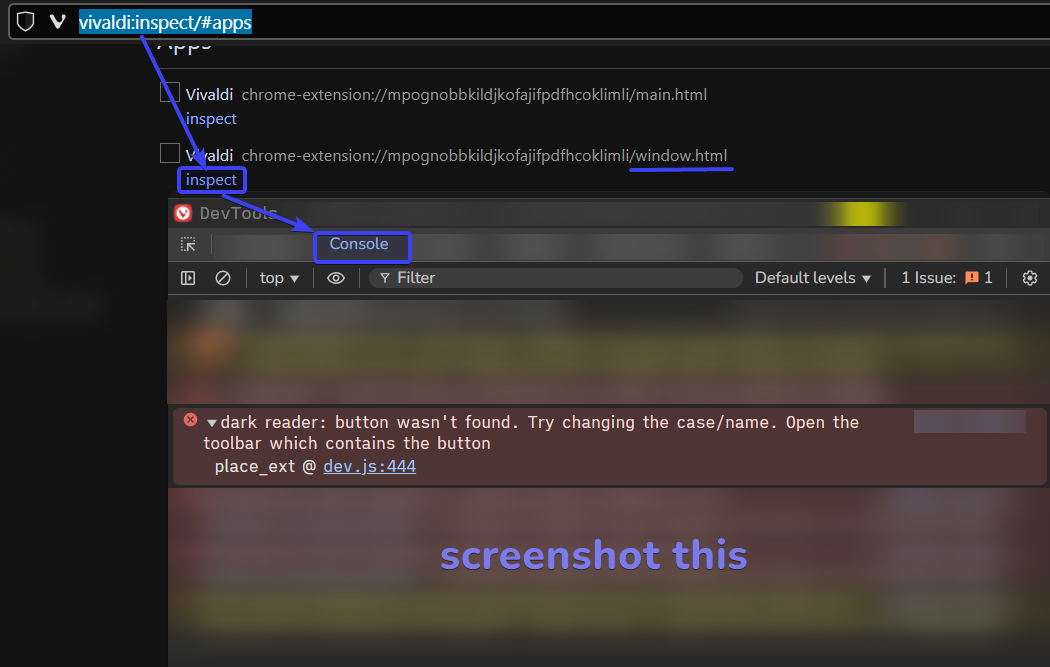 vivaldi:inspect/#apps
Apps
Vivaldi chrome-extension://mpognobbkildjkofajifpdfhcoklimli/main.html
inspect
Vivaldi chrome-extension://mpognobbkildjkofajifpdfhcoklimli/window.html
inspect
DevTools
Console
top Filter Default levels 1 Issue: 1
dark reader: button wasn't found. Try changing the case/name. Open the
toolbar which contains the button
place_ext @ dev.js:444
screenshot this